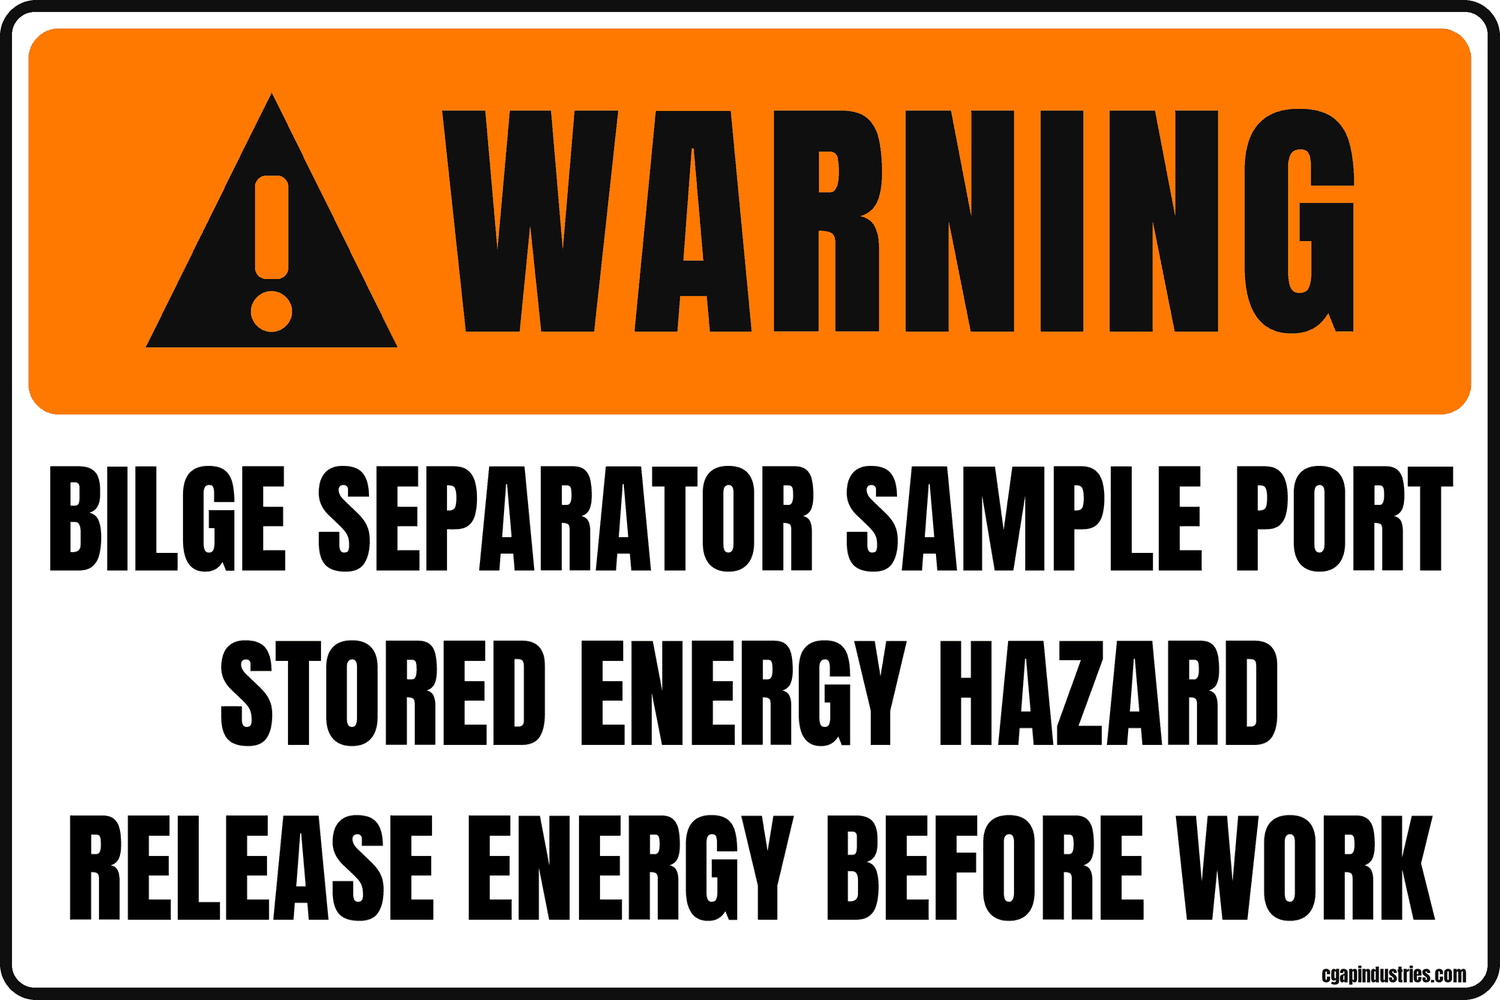 WARNING
BILGE SEPARATOR SAMPLE PORT
STORED ENERGY HAZARD
RELEASE ENERGY BEFORE WORK
cgapindustries.com